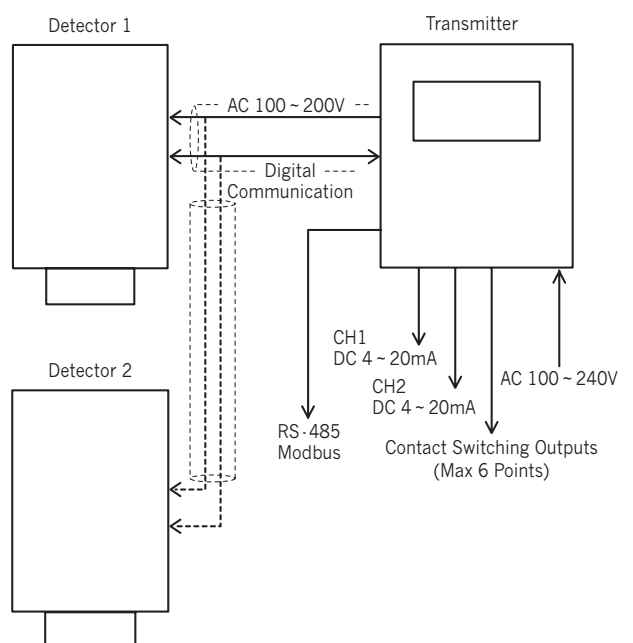 Detector 1
Transmitter
AC 100 ~ 200V
Digital
Communication
CH1
DC 4 ~ 20mA
CH2
DC 4 ~ 20mA
AC 100 ~ 240V
RS - 485
Modbus
Contact Switching Outputs
(Max 6 Points)
Detector 2